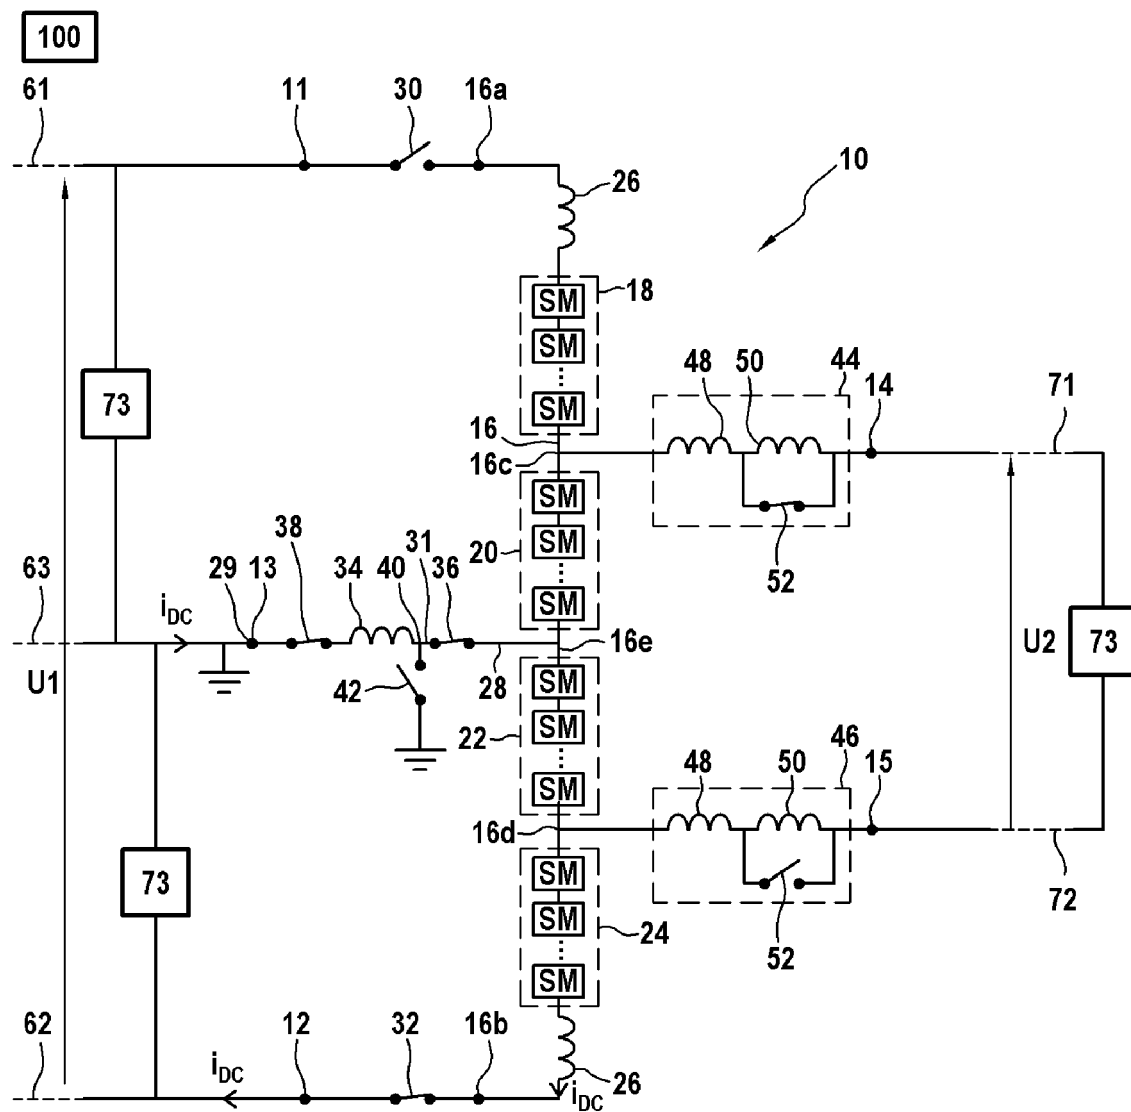 100
61 11 30 16a
26 10
SM 18
SM
SM
48 50 44 14 71
16
16c
SM
20 SM 52
SM
73
63 29 13 38 34 40 31 36
iDC 16e U2 73
U1 42 28 SM
22 SM
SM
48 50 46 15
16d
SM 72
73 SM 24 52
SM
62 12 32 16b
iDC 26
iDC